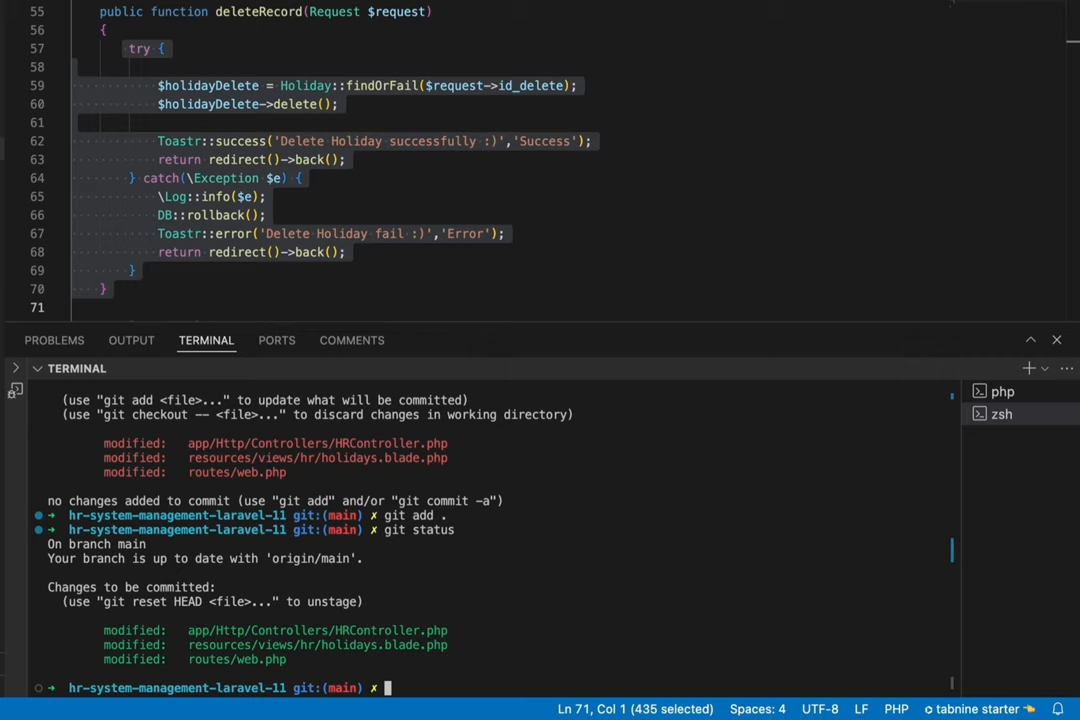 55 public function deleteRecord(Request $request)
56 {
57 try {
58
59 $holidayDelete = Holiday::findOrFail($request->id_delete);
60 $holidayDelete->delete();
61
62 Toastr::success('Delete Holiday successfully :)','Success');
63 return redirect()->back();
64 } catch(\Exception $e) {
65 \Log::info($e);
66 DB::rollback();
67 Toastr::error('Delete Holiday fail :)','Error');
68 return redirect()->back();
69 }
70 }
71
PROBLEMS OUTPUT TERMINAL PORTS COMMENTS
TERMINAL
(use "git add <file>..." to update what will be committed)
(use "git checkout -- <file>..." to discard changes in working directory)
modified: app/Http/Controllers/HRController.php
modified: resources/views/hr/holidays.blade.php
modified: routes/web.php
no changes added to commit (use "git add" and/or "git commit -a")
➜ hr-system-management-laravel-11 git:(main) ✗ git add .
➜ hr-system-management-laravel-11 git:(main) ✗ git status
On branch main
Your branch is up to date with 'origin/main'.
Changes to be committed:
(use "git reset HEAD <file>..." to unstage)
modified: app/Http/Controllers/HRController.php
modified: resources/views/hr/holidays.blade.php
modified: routes/web.php
➜ hr-system-management-laravel-11 git:(main) ✗
php
zsh
Ln 71, Col 1 (435 selected) Spaces: 4 UTF-8 LF PHP tabnine starter